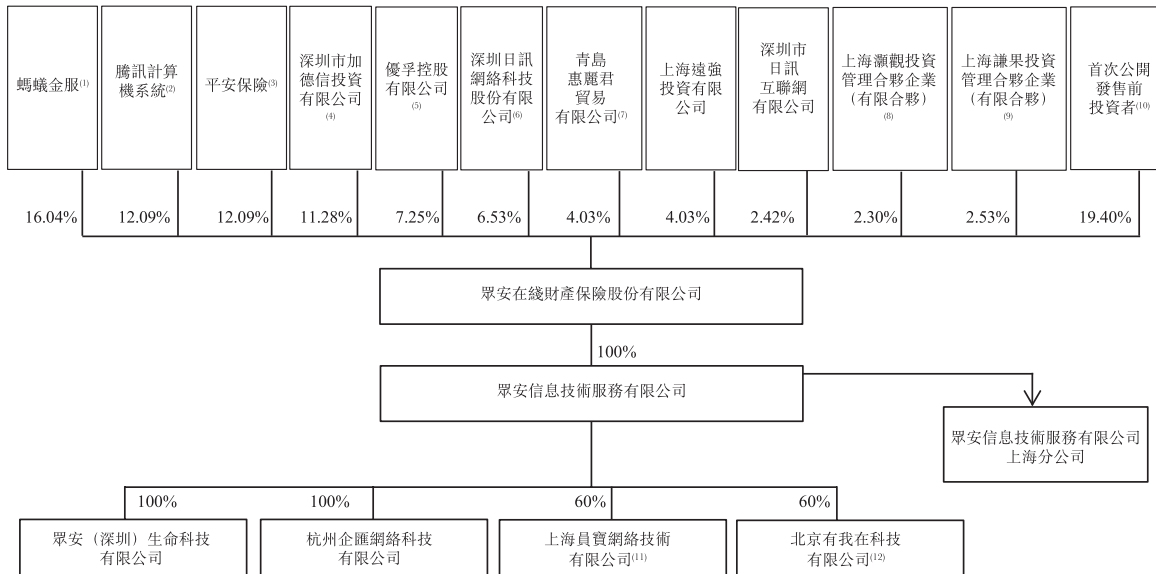 螞蟻金服(1)
騰訊計算
機系統(2)
平安保險(3)
深圳市加
德信投資
有限公司
(4)
優孚控股
有限公司
(5)
深圳日訊
網絡科技
股份有限
公司(6)
青島
惠麗君
貿易
有限公司(7)
上海遠強
投資有限
公司
深圳市
日訊
互聯網
有限公司
上海灝觀投資
管理合夥企業
(有限合夥)
(8)
上海謙果投資
管理合夥企業
(有限合夥)
(9)
首次公開
發售前
投資者(10)
16.04%
12.09%
12.09%
11.28%
7.25%
6.53%
4.03%
4.03%
2.42%
2.30%
2.53%
19.40%
眾安在綫財產保險股份有限公司
100%
眾安信息技術服務有限公司
眾安信息技術服務有限公司
上海分公司
100%
100%
60%
60%
眾安(深圳)生命科技
有限公司
杭州企匯網絡科技
有限公司
上海員寶網絡技術
有限公司(11)
北京有我在科技
有限公司(12)